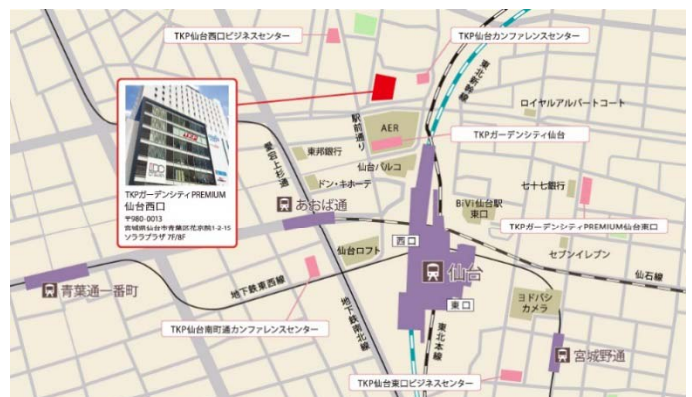 TKP仙台西口ビジネスセンター
TKP仙台カンファレンスセンター
東北新幹線
ロイヤルアルバートコート
駅前通り
AER
TKPガーデンシティ仙台
愛宕上杉通
東邦銀行
仙台パルコ
ドン・キホーテ
七十七銀行
BiVi仙台駅
東口
TKPガーデンシティPREMIUM
仙台西口
〒980-0013
宮城県仙台市青葉区花京院1-2-15
ソララプラザ 7F/8F
あおば通
TKPガーデンシティPREMIUM仙台東口
西口
仙台ロフト
セブンイレブン
仙台
仙石線
青葉通一番町
地下鉄東西線
東口
ヨドバシ
カメラ
TKP仙台南町通カンファレンスセンター
地下鉄南北線
東北本線
宮城野通
TKP仙台東口ビジネスセンター